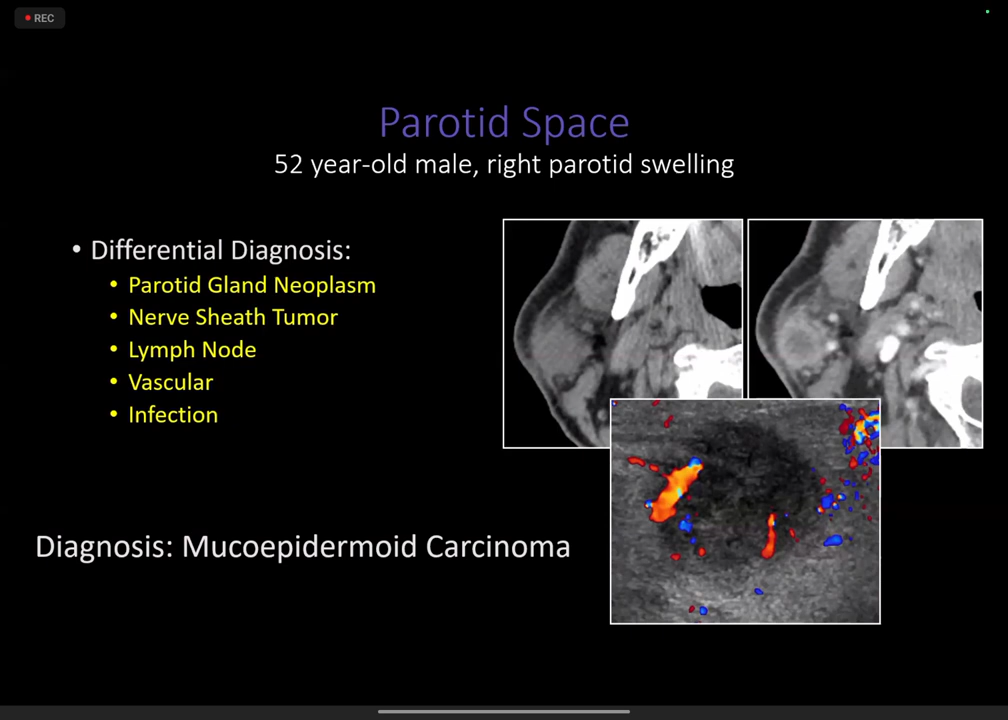 REC
Parotid Space
52 year-old male, right parotid swelling
• Differential Diagnosis:
• Parotid Gland Neoplasm
• Nerve Sheath Tumor
• Lymph Node
• Vascular
• Infection
Diagnosis: Mucoepidermoid Carcinoma